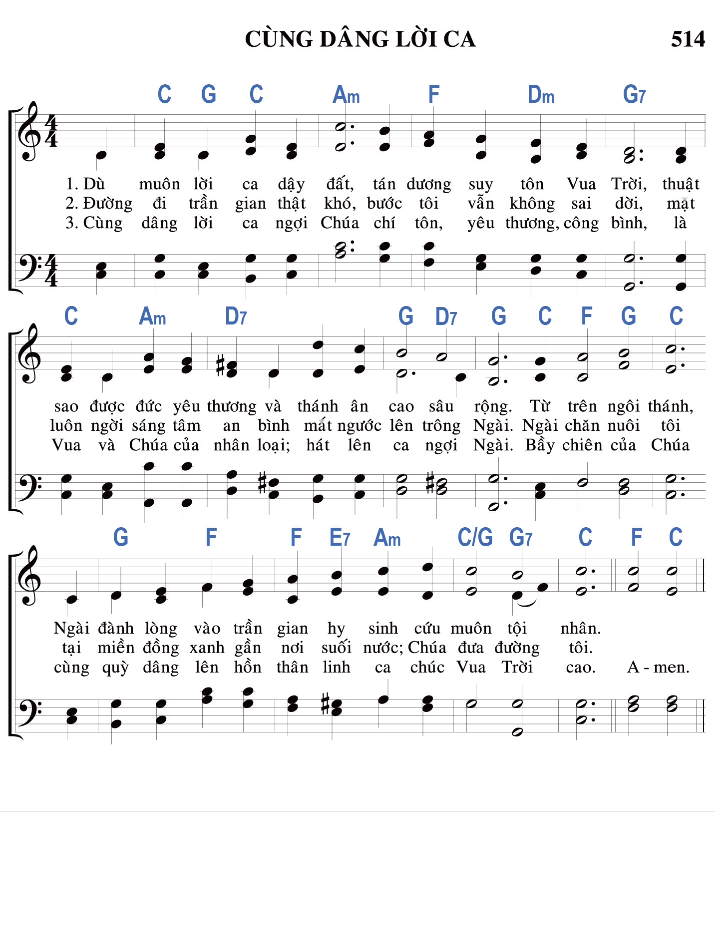 CÙNG DÂNG LỜI CA 514
C G C Am F Dm G7
4 4
1. Dù muôn lời ca dậy đất, tán dương suy tôn Vua Trời, thuật
2. Đường đi trần gian thật khó, bước tôi vẫn không sai dời, mặt
3. Cùng dâng lời ca ngợi Chúa chí tôn, yêu thương, công bình, là
4 4
C Am D7 G D7 G C F G C
sao được đức yêu thương và thánh ân cao sâu rộng. Từ trên ngôi thánh,
luôn ngời sáng tâm an bình mắt ngước lên trông Ngài. Ngài chăn nuôi tôi
Vua và Chúa của nhân loại; hát lên ca ngợi Ngài. Bầy chiên của Chúa
G F F E7 Am C/G G7 C F C
Ngài đành lòng vào trần gian hy sinh cứu muôn tội nhân.
tại miền đồng xanh gần nơi suối nước; Chúa đưa đường tôi.
cùng quỳ dâng lên hồn thân linh ca chúc Vua Trời cao. A - men.